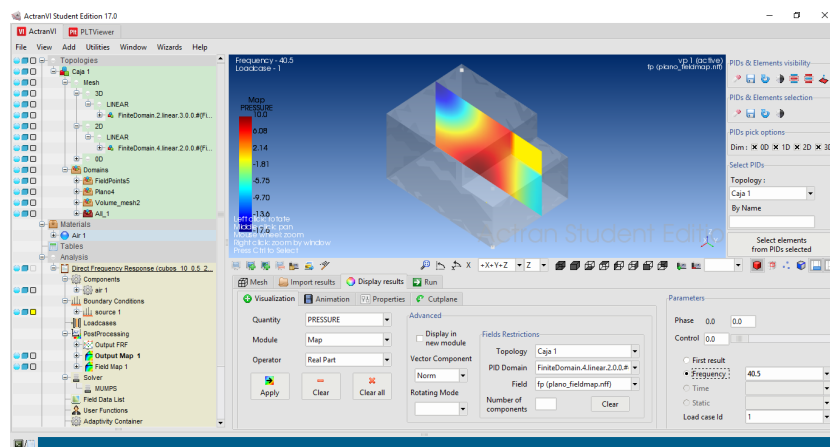 ActranVI Student Edition 17.0
VI ActranVI PLTViewer
File View Add Utilities Window Wizards Help
Topologies
Caja 1
Mesh
3D
LINEAR
FiniteDomain.2.linear.3.0.0.#(Fi...
2D
LINEAR
FiniteDomain.4.linear.2.0.0.#(Fi...
0D
Domains
FieldPoints5
Plano4
Volume_mesh2
Ali_1
Materials
Air 1
Tables
Analysis
Direct Frequency Response (cubos_10_0.5_2...
Components
air 1
Boundary Conditions
source 1
Loadcases
PostProcessing
Output FRF
Output Map 1
Field Map 1
Solver
MUMPS
Field Data List
User Functions
Adaptivity Container
Frequency - 40.5
Loadcase - 1
vp 1 (active)
fp (plano_fieldmap.nff)
Map
PRESSURE
10.0
6.08
2.14
-1.81
-5.75
-9.70
-13.6
Left click rotate
Middle click pan
Mouse wheel zoom
Right click zoom by window
Press Ctrl to Select
Actran Student Editio
PIDs & Elements visibility
PIDs & Elements selection
PIDs pick options
Dim : 0D 1D 2D 3D
Select PIDs
Topology :
Caja 1
By Name
Select elements
from PIDs selected
+X+Y+Z Z
Mesh Import results Display results Run
Visualization Animation Properties Cutplane
Quantity PRESSURE
Module Map
Operator Real Part
Apply Clear Clear all
Advanced
Display in
new module
Vector Component
Norm
Rotating Mode
Fields Restrictions
Topology Caja 1
PID Domain FiniteDomain.4.linear.2.0.0.#
Field fp (plano_fieldmap.nff)
Number of
components
Clear
Parameters
Phase 0.0 0.0
Control 0.0
First result
Frequency 40.5
Time
Static
Load case Id 1